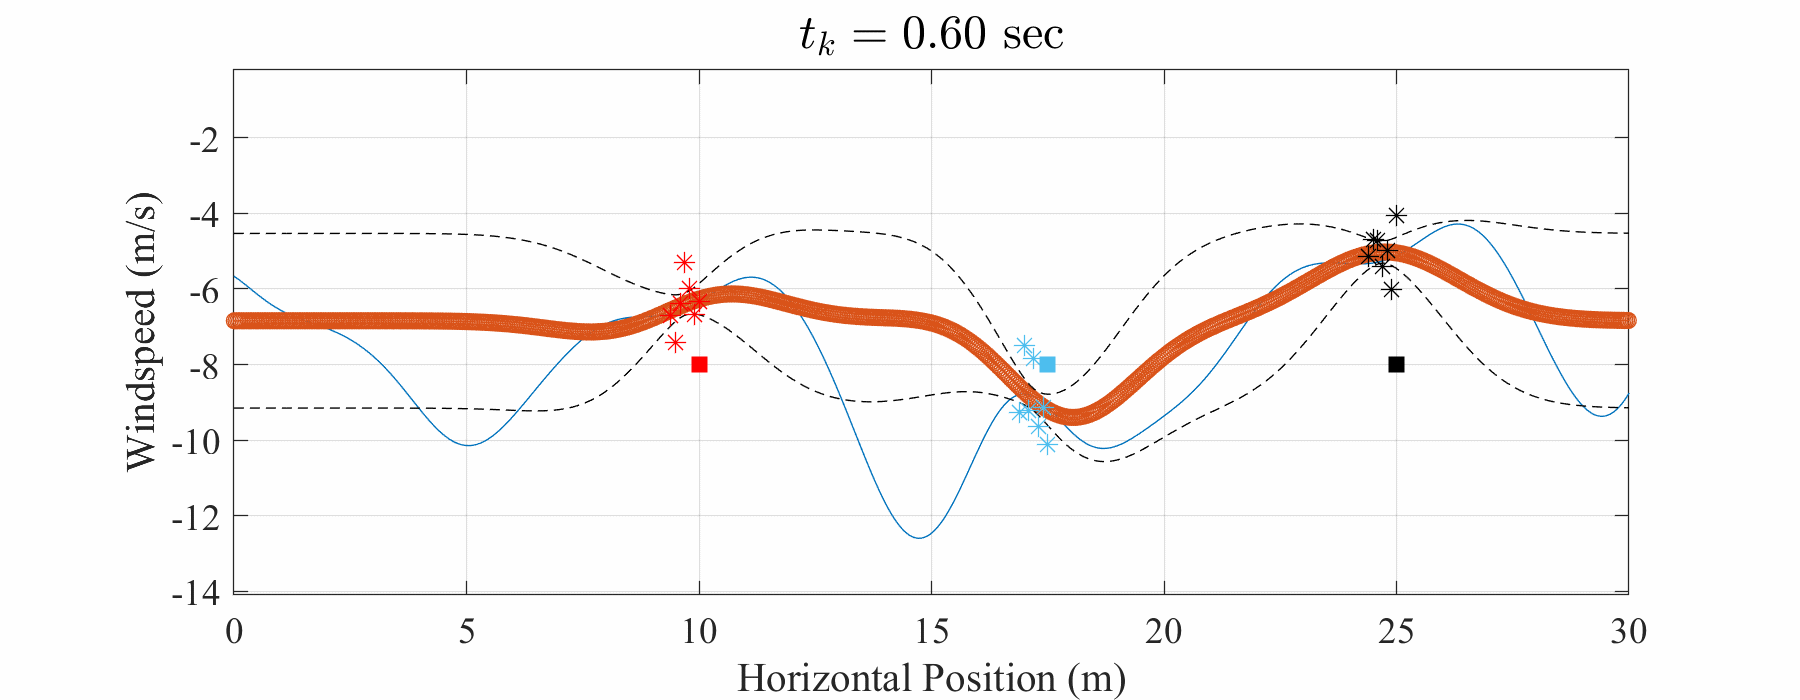 t_k = 0.60 sec
Windspeed (m/s)
-2
-4
-6
-8
-10
-12
-14
0 5 10 15 20 25 30
Horizontal Position (m)